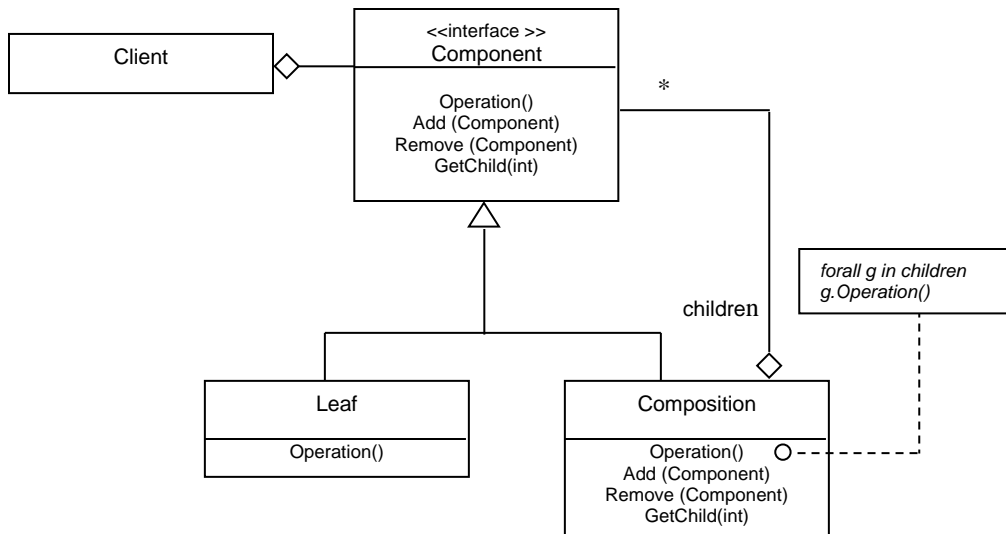 Client
<<interface >>
Component
Operation()
Add (Component)
Remove (Component)
GetChild(int)
*
children
forall g in children
g.Operation()
Leaf
Operation()
Composition
Operation()
Add (Component)
Remove (Component)
GetChild(int)